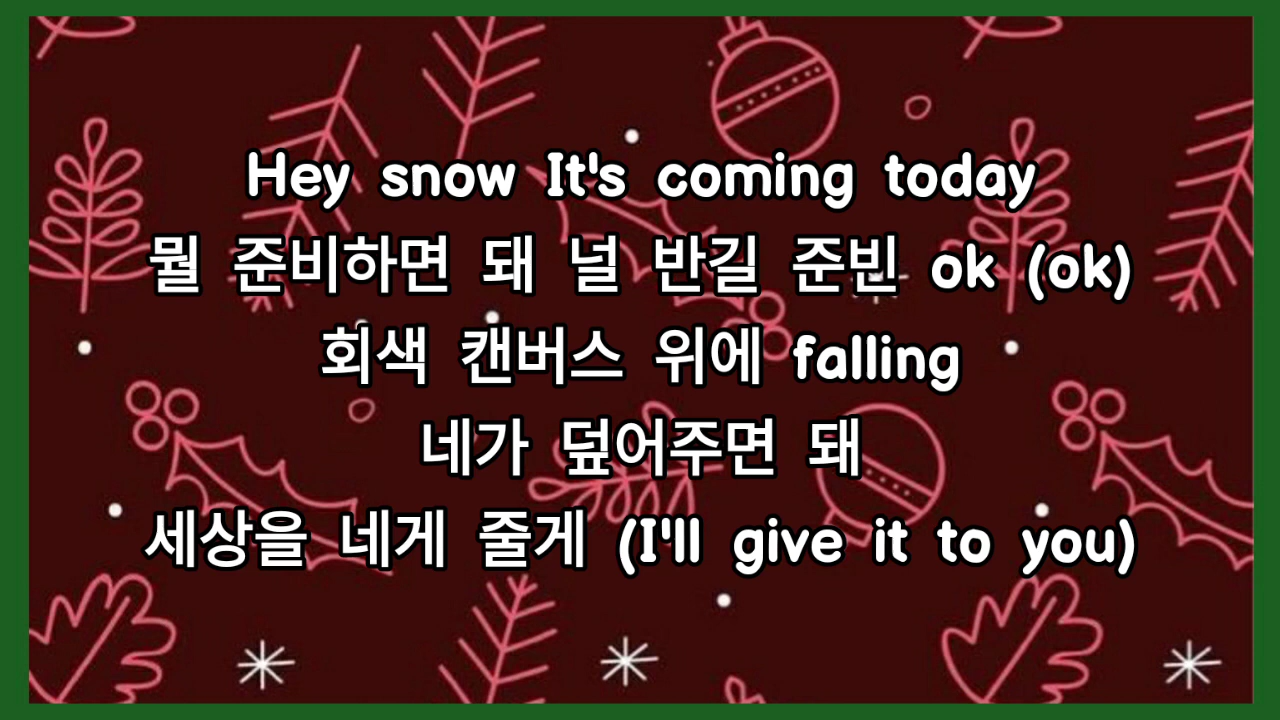 Hey snow It's coming today
뭘 준비하면 돼 널 반길 준빈 ok (ok)
회색 캔버스 위에 falling
네가 덮어주면 돼
세상을 네게 줄게 (I'll give it to you)